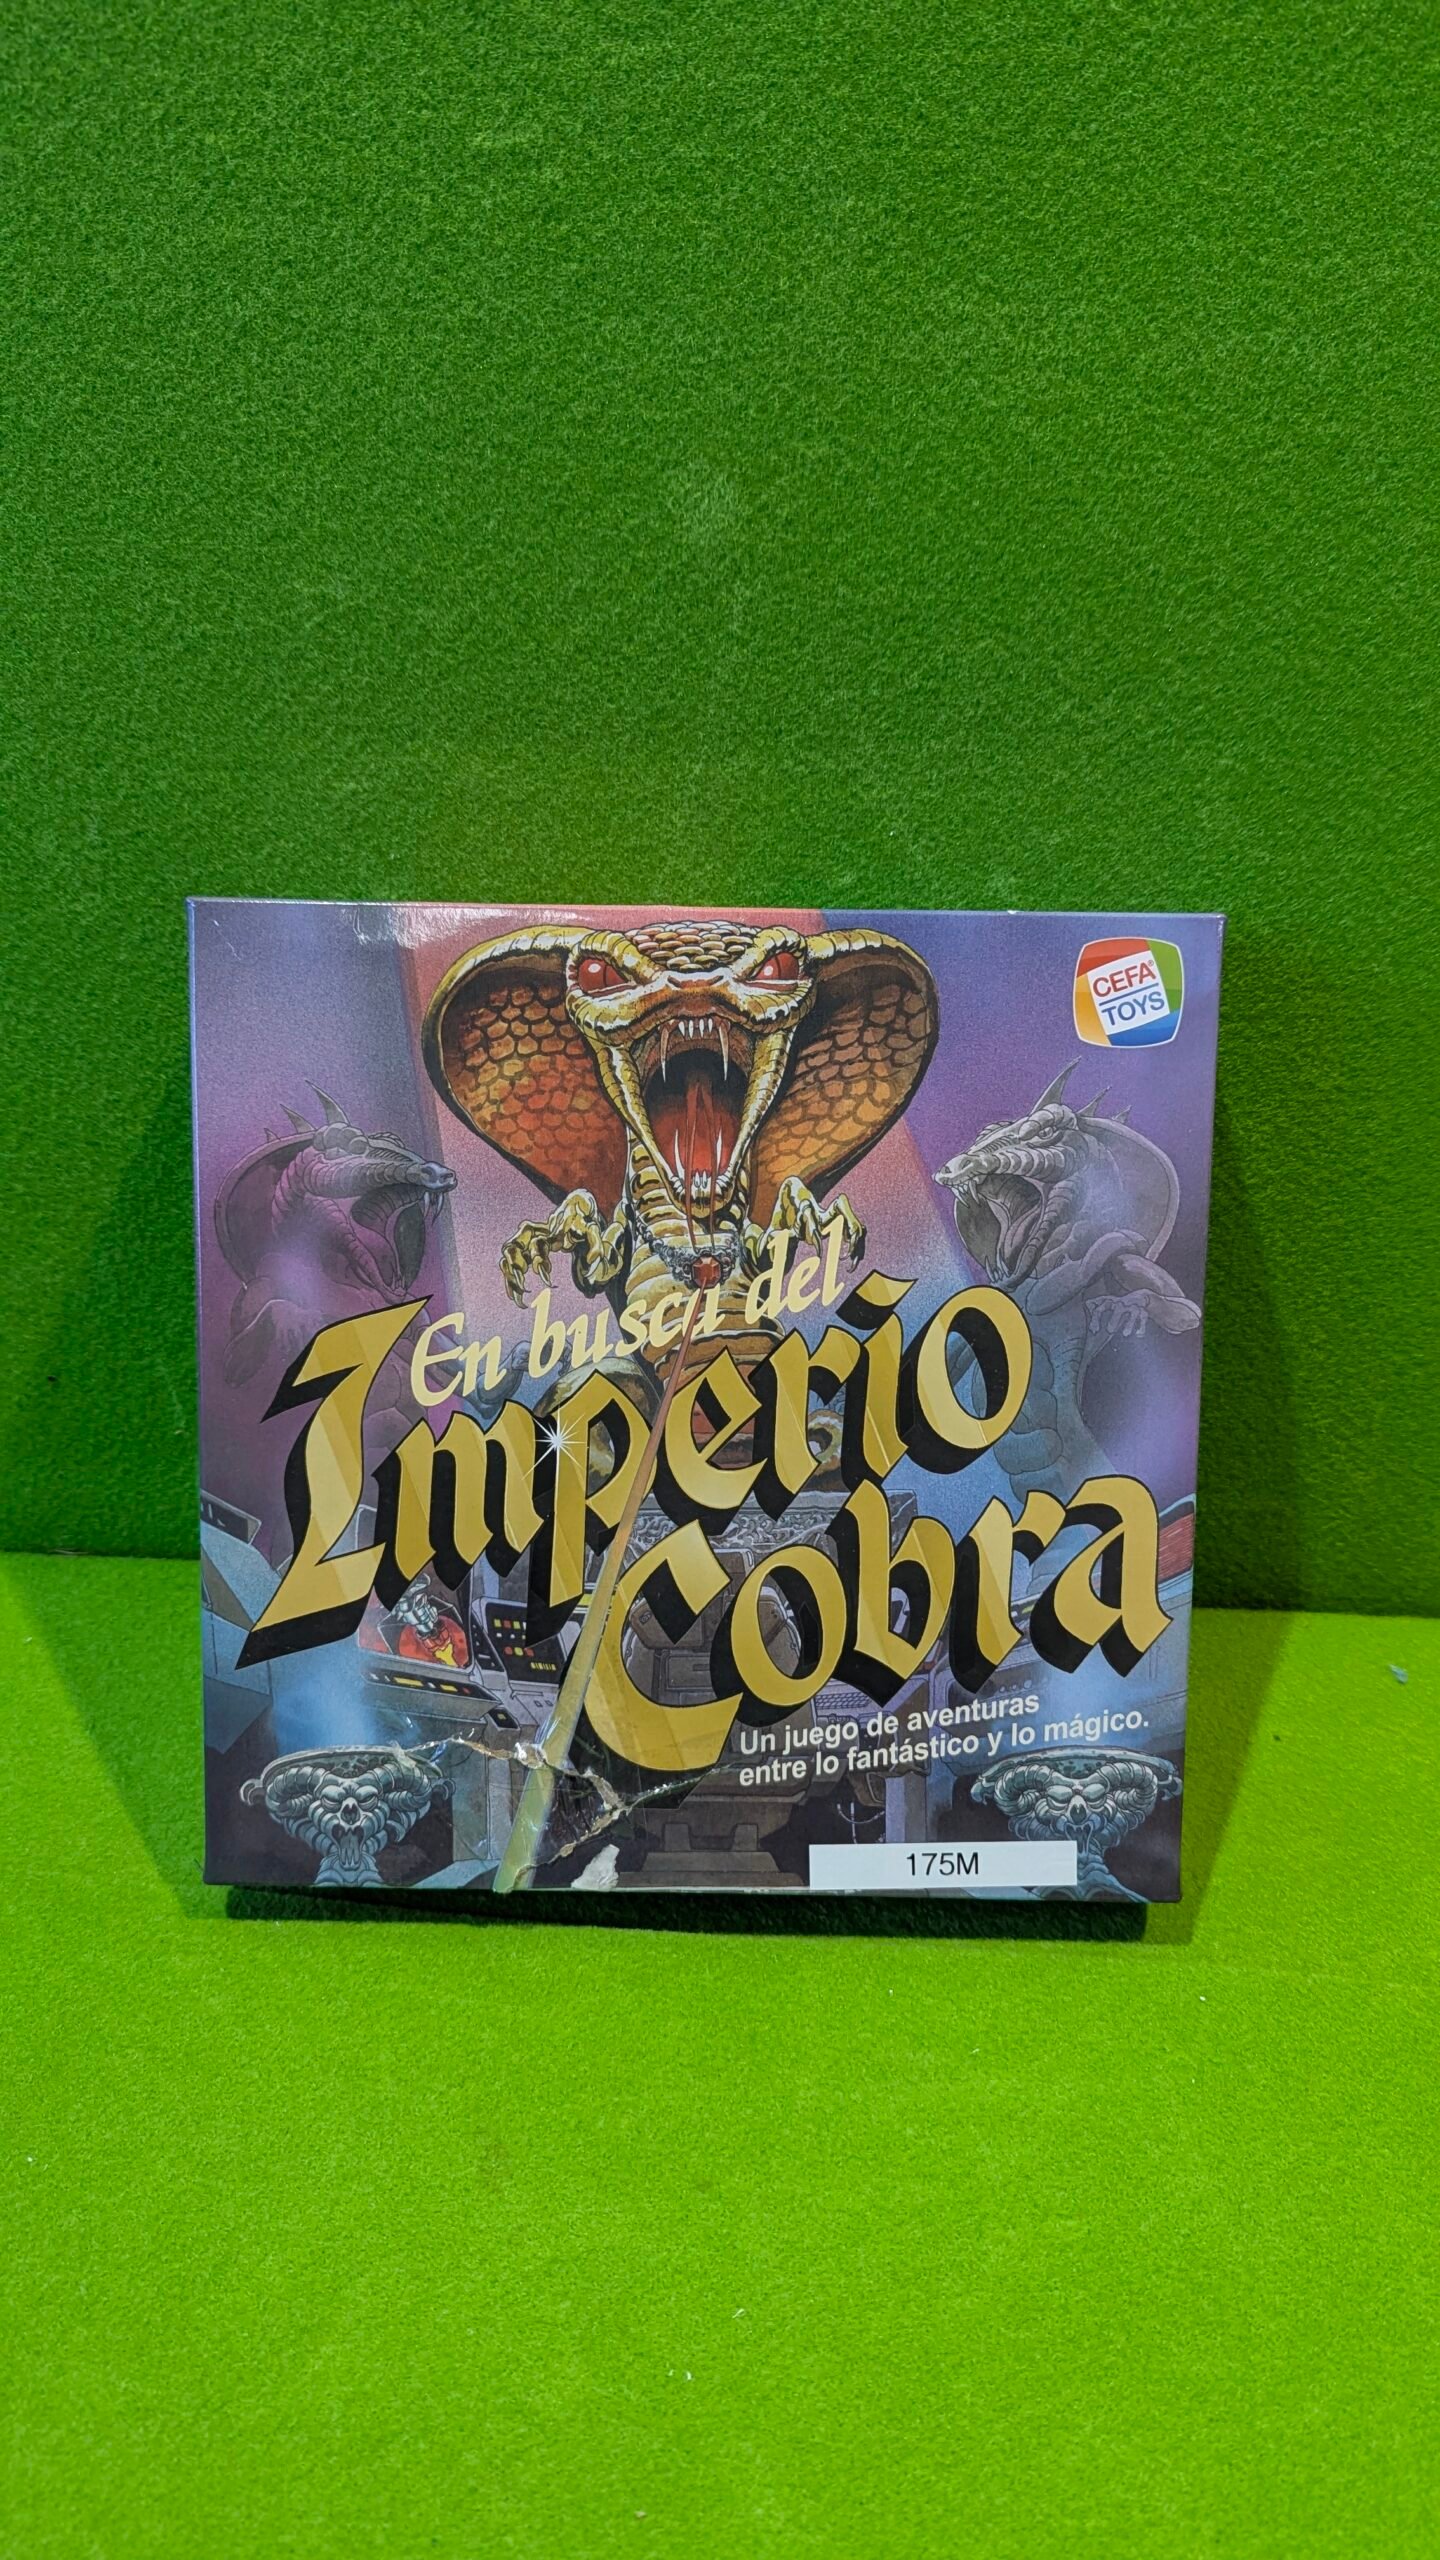 CEFA®
TOYS
En busca del
Imperio
Cobra
Un juego de aventuras
entre lo fantástico y lo mágico.
175M